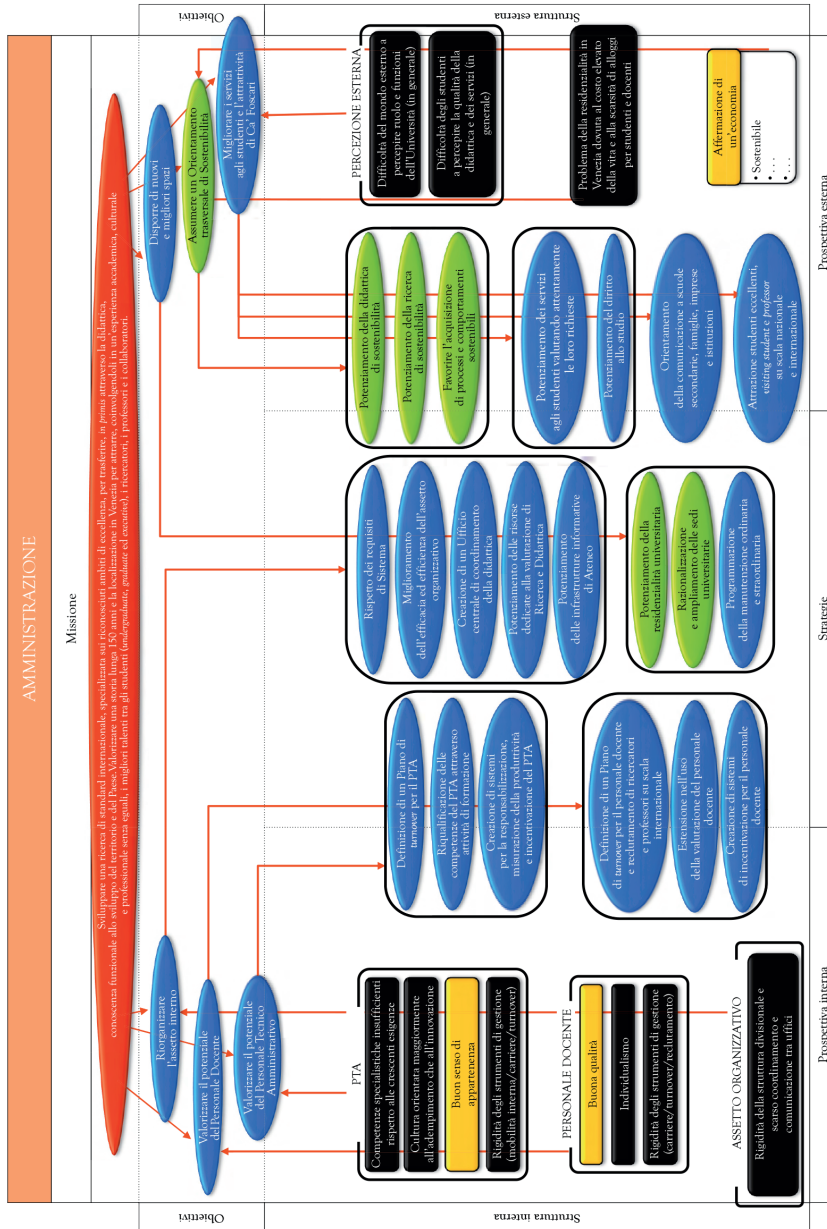 AMMINISTRAZIONE
Missione
Sviluppare una ricerca di standard internazionale, specializzata sui riconosciuti ambiti di eccellenza, per trasferire, in primis attraverso la didattica,
conoscenza funzionale allo sviluppo del territorio e del Paese. Valorizzare una storia lunga 150 anni e la localizzazione in Venezia per attrarre, coinvolgendoli in un'esperienza accademica, culturale
e professionale senza eguali, i migliori talenti tra gli studenti (undergraduate, graduate ed executive), i ricercatori, i professori e i collaboratori.
Obiettivi
Obiettivi
Riorganizzare
l'assetto interno
Valorizzare il potenziale
del Personale Docente
Valorizzare il potenziale
del Personale Tecnico
Amministrativo
Disporre di nuovi
e migliori spazi
Assumere un Orientamento
trasversale di Sostenibilità
Migliorare i servizi
agli studenti e l'attrattività
di Ca' Foscari
Struttura interna
Struttura esterna
PTA
Competenze specialistiche insufficienti
rispetto alle crescenti esigenze
Cultura orientata maggiormente
all'adempimento che all'innovazione
Buon senso di
appartenenza
Rigidità degli strumenti di gestione
(mobilità interna/carriere/turnover)
PERSONALE DOCENTE
Buona qualità
Individualismo
Rigidità degli strumenti di gestione
(carriere/turnover/reclutamento)
ASSETTO ORGANIZZATIVO
Rigidità della struttura divisionale e
scarso coordinamento e
comunicazione tra uffici
Definizione di un Piano di
turnover per il PTA
Riqualificazione delle
competenze del PTA attraverso
attività di formazione
Creazione di sistemi
per la responsabilizzazione,
misurazione della produttività
e incentivazione del PTA
Definizione di un Piano
di turnover per il personale docente
e reclutamento di ricercatori
e professori su scala
internazionale
Estensione nell'uso
della valutazione del personale
docente
Creazione di sistemi
di incentivazione per il personale
docente
Rispetto dei requisiti
di Sistema
Miglioramento
dell'efficacia ed efficienza dell'assetto
organizzativo
Creazione di un Ufficio
centrale di coordinamento
della didattica
Potenziamento delle risorse
dedicate alla valutazione di
Ricerca e Didattica
Potenziamento
delle infrastrutture informative
di Ateneo
Potenziamento della
residenzialità universitaria
Razionalizzazione
e ampliamento delle sedi
universitarie
Programmazione
della manutenzione ordinaria
e straordinaria
Potenziamento della didattica
di sostenibilità
Potenziamento della ricerca
di sostenibilità
Favorire l'acquisizione
di processi e comportamenti
sostenibili
Potenziamento dei servizi
agli studenti valutando attentamente
le loro richieste
Potenziamento del diritto
allo studio
Orientamento
della comunicazione a scuole
secondarie, famiglie, imprese
e istituzioni
Attrazione studenti eccellenti,
visiting student e professor
su scala nazionale
e internazionale
PERCEZIONE ESTERNA
Difficoltà del mondo esterno a
percepire ruolo e funzioni
dell'Università (in generale)
Difficoltà degli studenti
a percepire la qualità della
didattica e dei servizi (in
generale)
Problema della residenzialità in
Venezia dovuta al costo elevato
della vita e alla scarsità di alloggi
per studenti e docenti
Affermazione di
un'economia
• Sostenibile
• . . .
• . . .
Prospettiva interna
Strategie
Prospettiva esterna